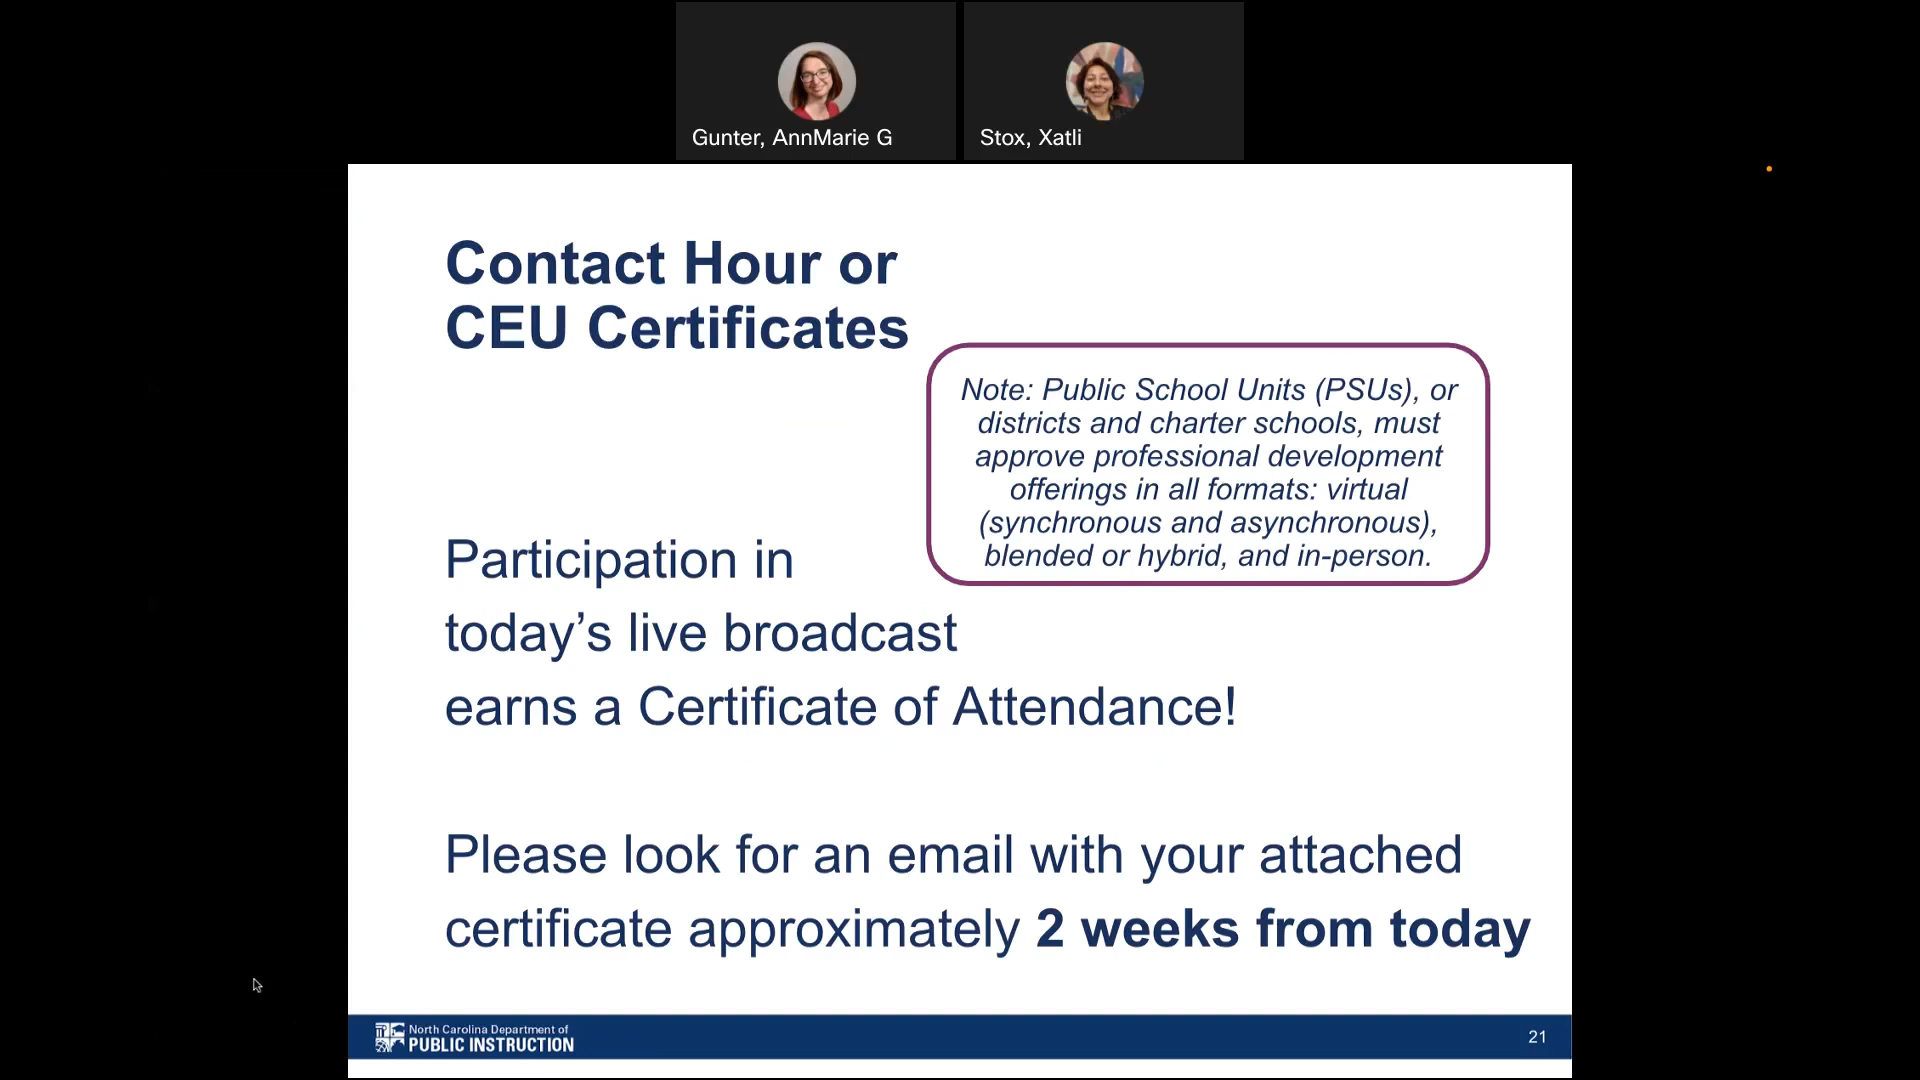 Gunter, AnnMarie G
Stox, Xatli
Contact Hour or
CEU Certificates
Note: Public School Units (PSUs), or
districts and charter schools, must
approve professional development
offerings in all formats: virtual
(synchronous and asynchronous),
blended or hybrid, and in-person.
Participation in
today’s live broadcast
earns a Certificate of Attendance!
Please look for an email with your attached
certificate approximately 2 weeks from today
North Carolina Department of
PUBLIC INSTRUCTION
21